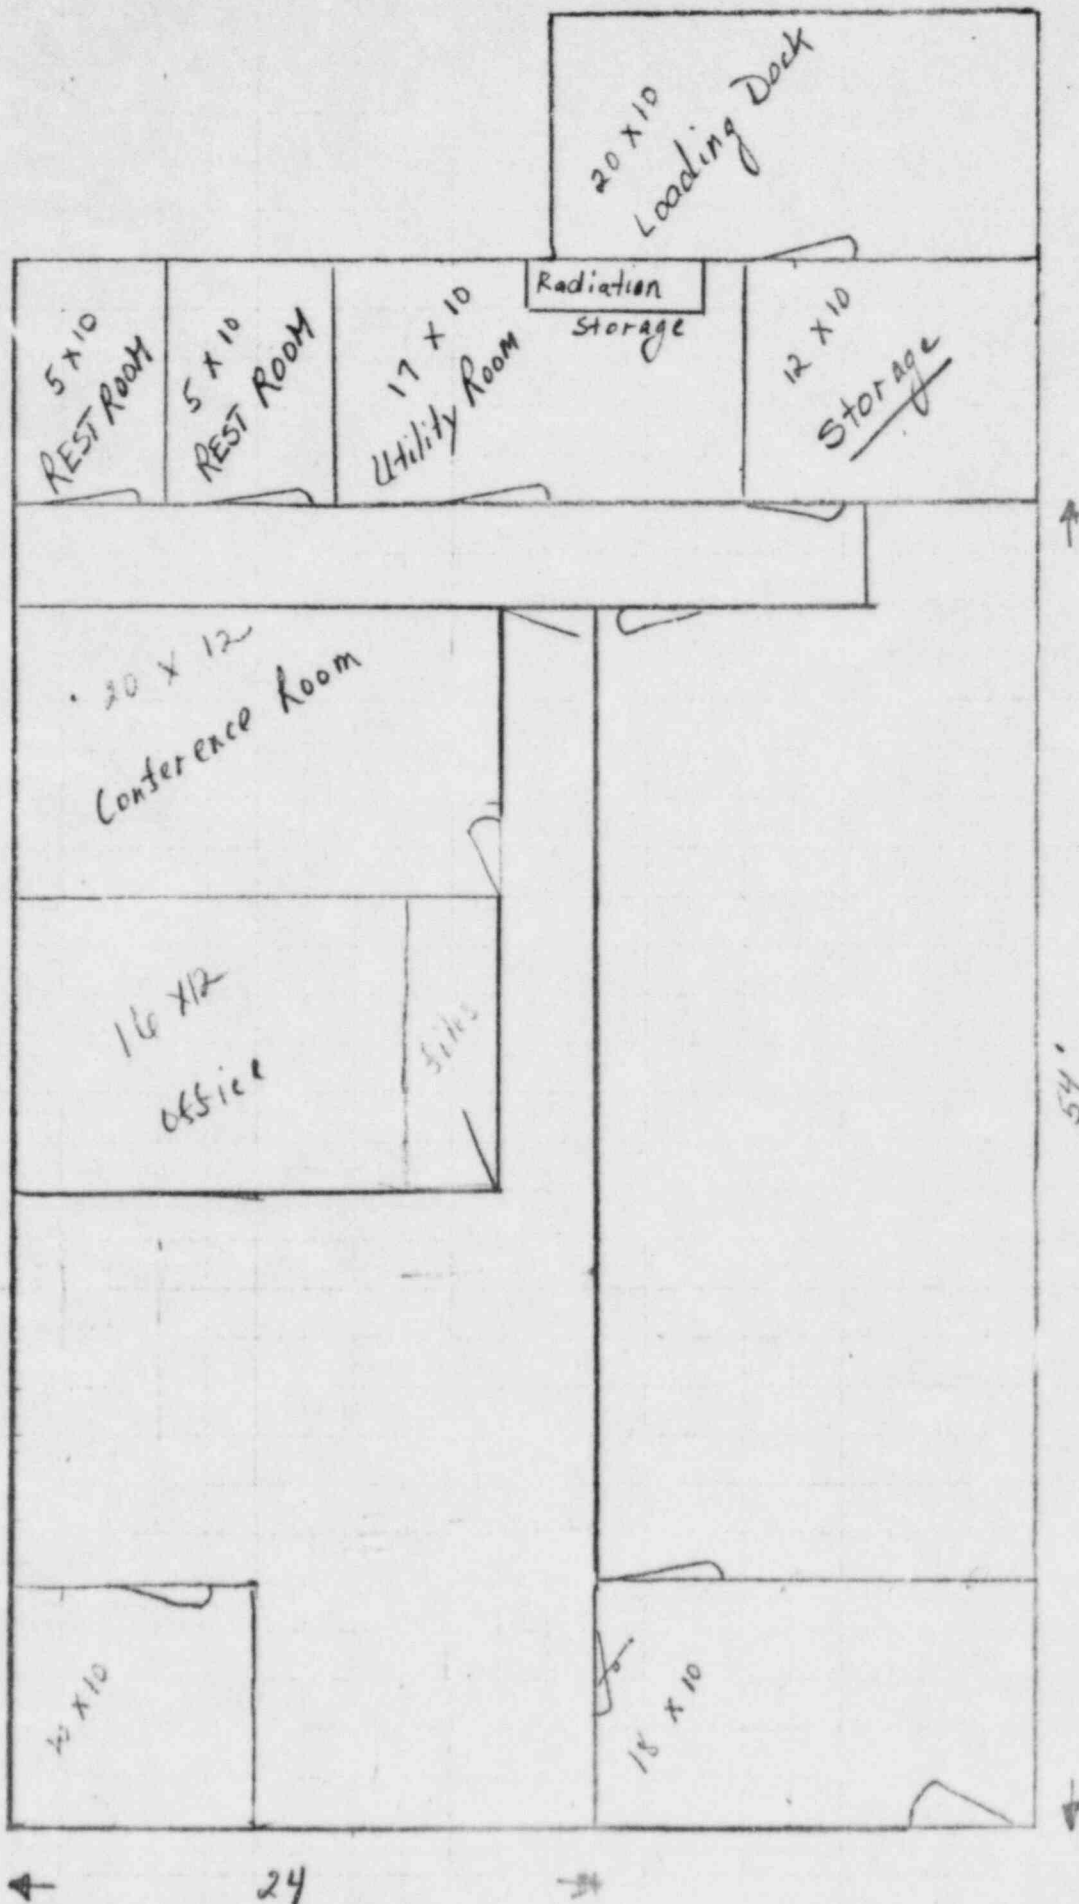 20 X 10
Loading Dock
5 X 10
REST ROOM
5 X 10
REST ROOM
17 X 10
Utility Room
Radiation
Storage
12 X 10
Storage
20 X 12
Conference Room
16 X12
office
files
54'
X 10
18 X 10
24